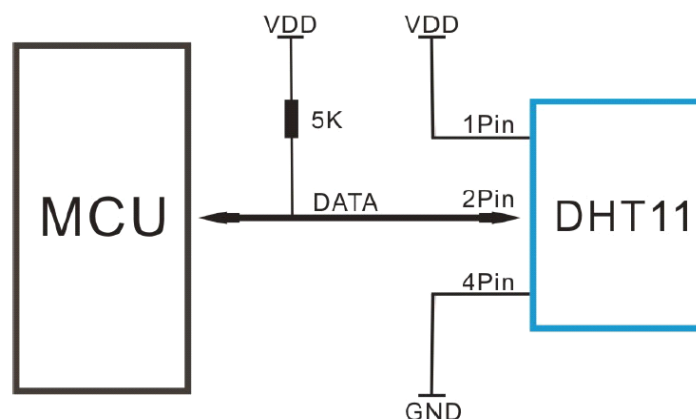 VDD
VDD
5K
1Pin
MCU
DATA
2Pin
DHT11
4Pin
GND